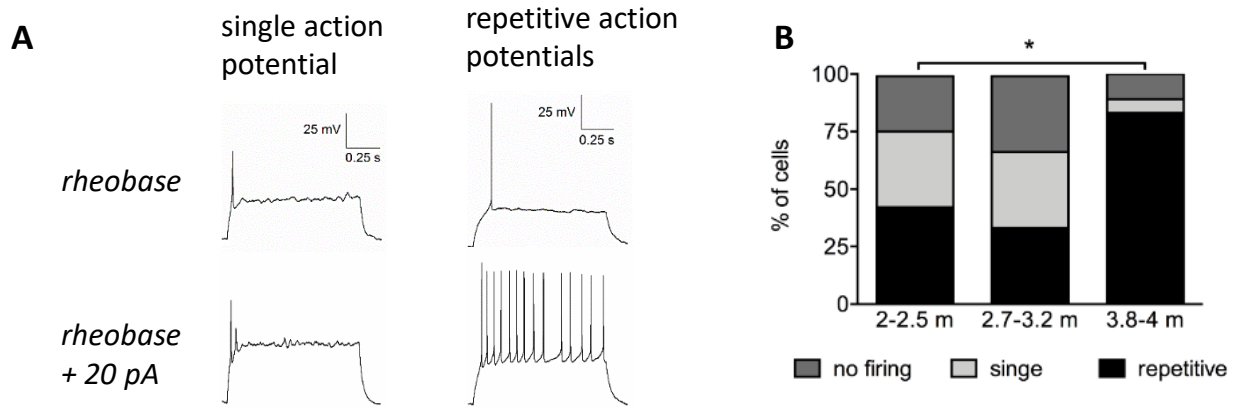 A
single action
potential
repetitive action
potentials
rheobase
25 mV
0.25 s
25 mV
0.25 s
rheobase
+ 20 pA
B
*
100
75
50
25
0
% of cells
2-2.5 m
2.7-3.2 m
3.8-4 m
no firing
singe
repetitive